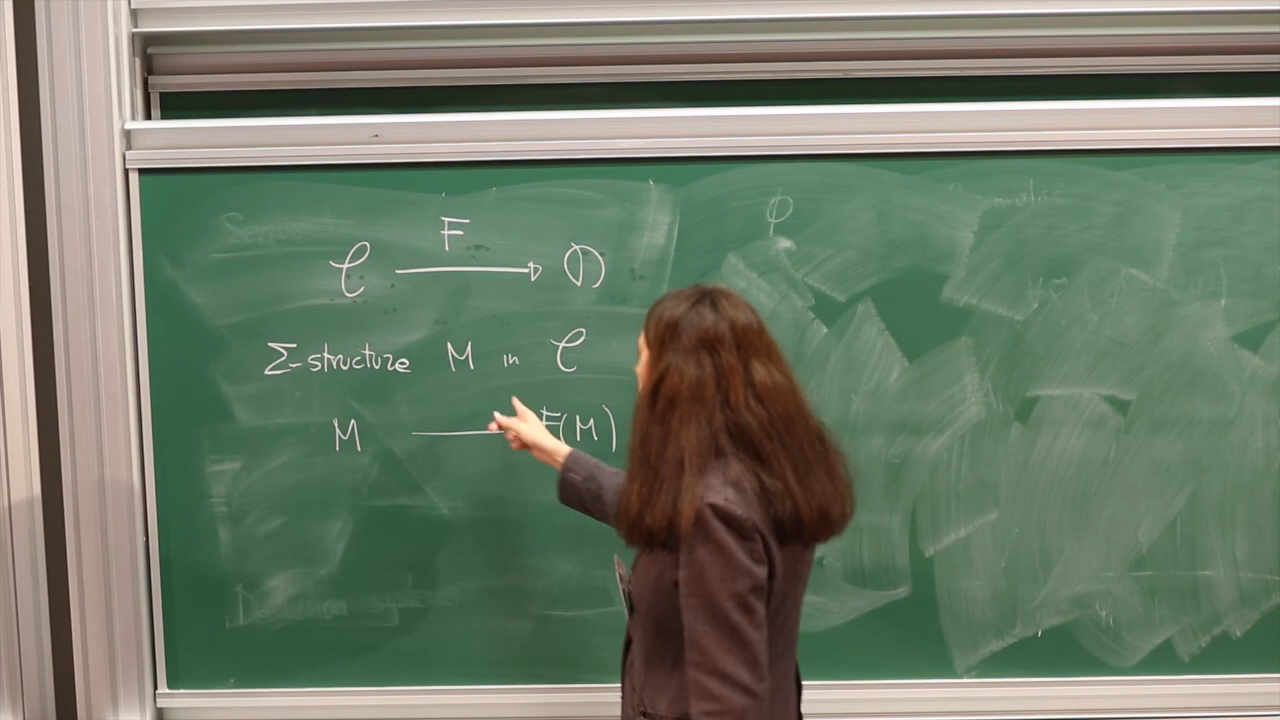 F
𝒞 ⟶ 𝒟
Σ-structure M in 𝒞
M — F(M)
φ